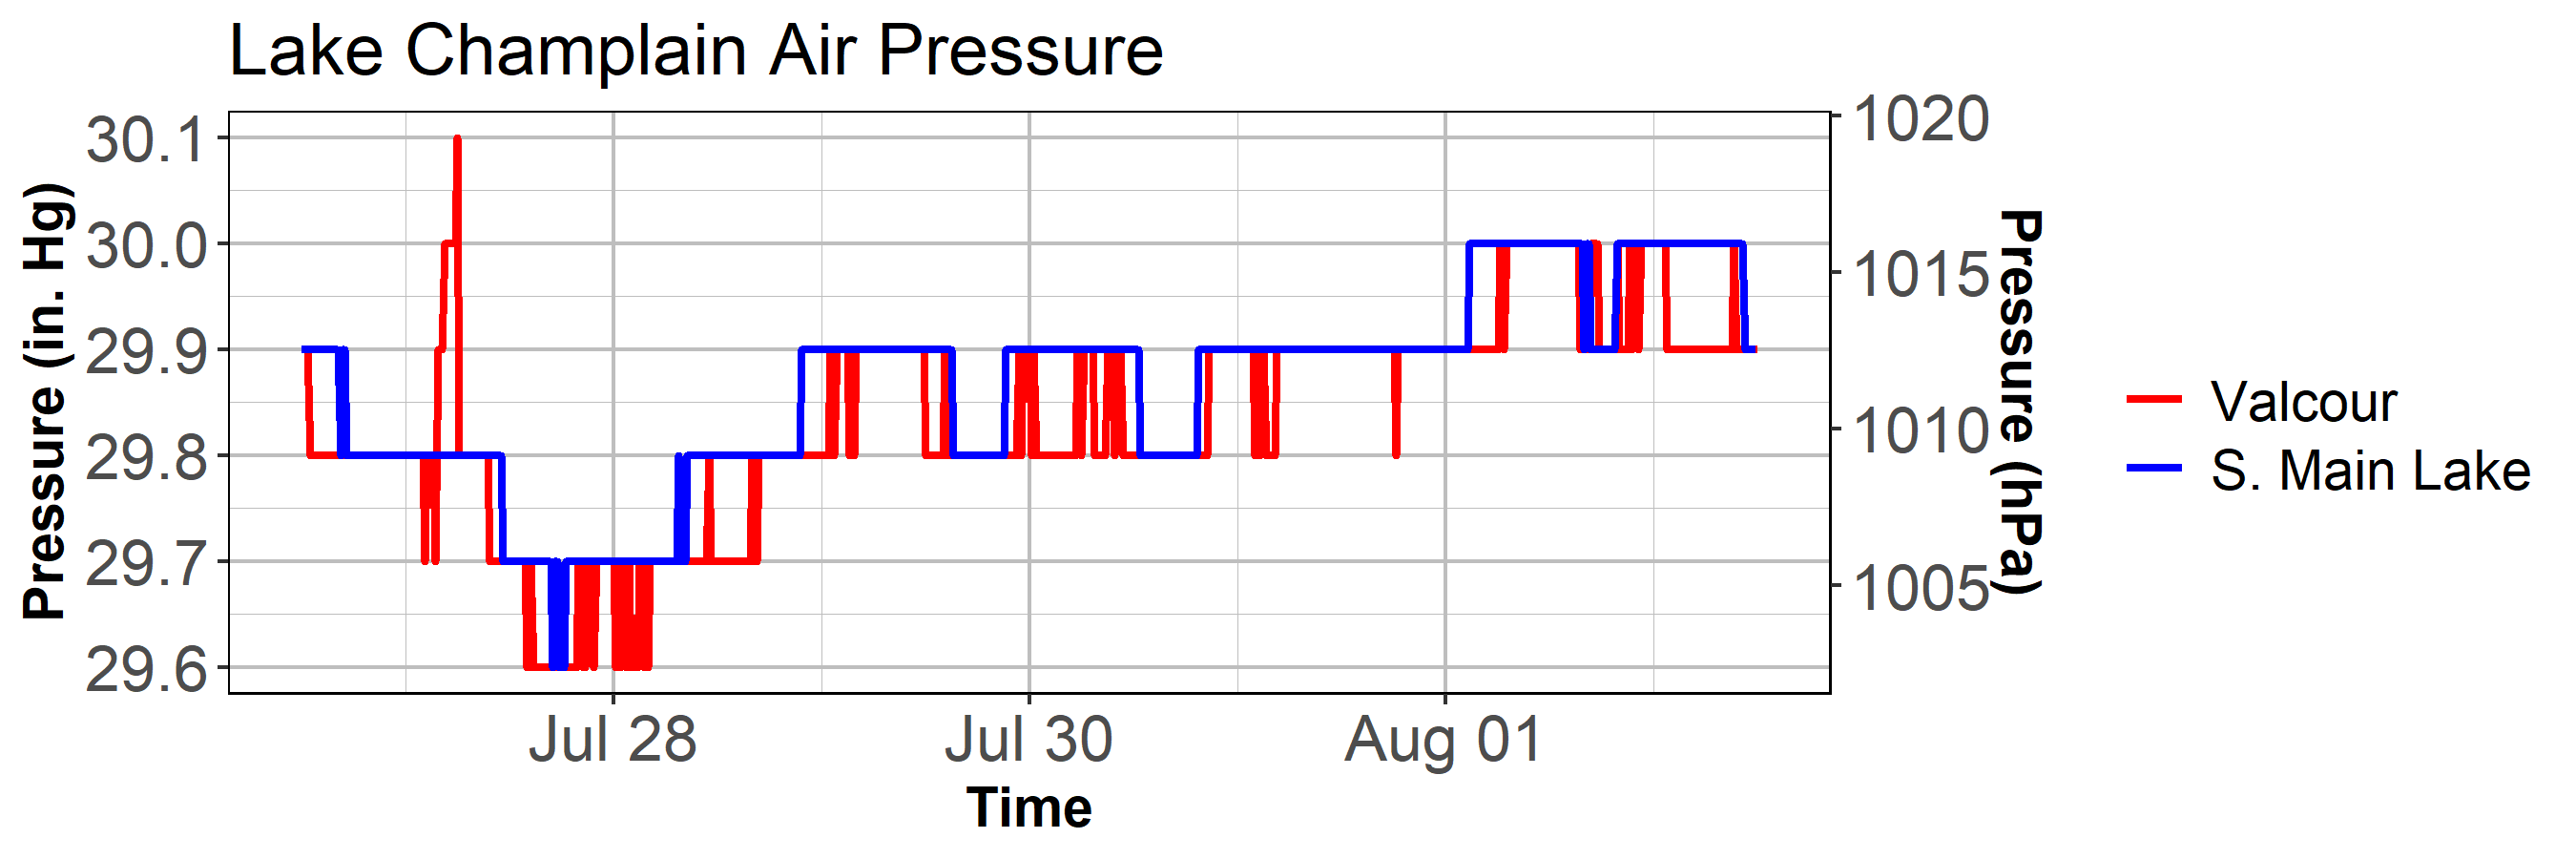 Lake Champlain Air Pressure
Pressure (in. Hg)
30.1
30.0
29.9
29.8
29.7
29.6
1020
1015
1010
1005
Pressure (hPa)
Jul 28
Jul 30
Aug 01
Time
Valcour
S. Main Lake